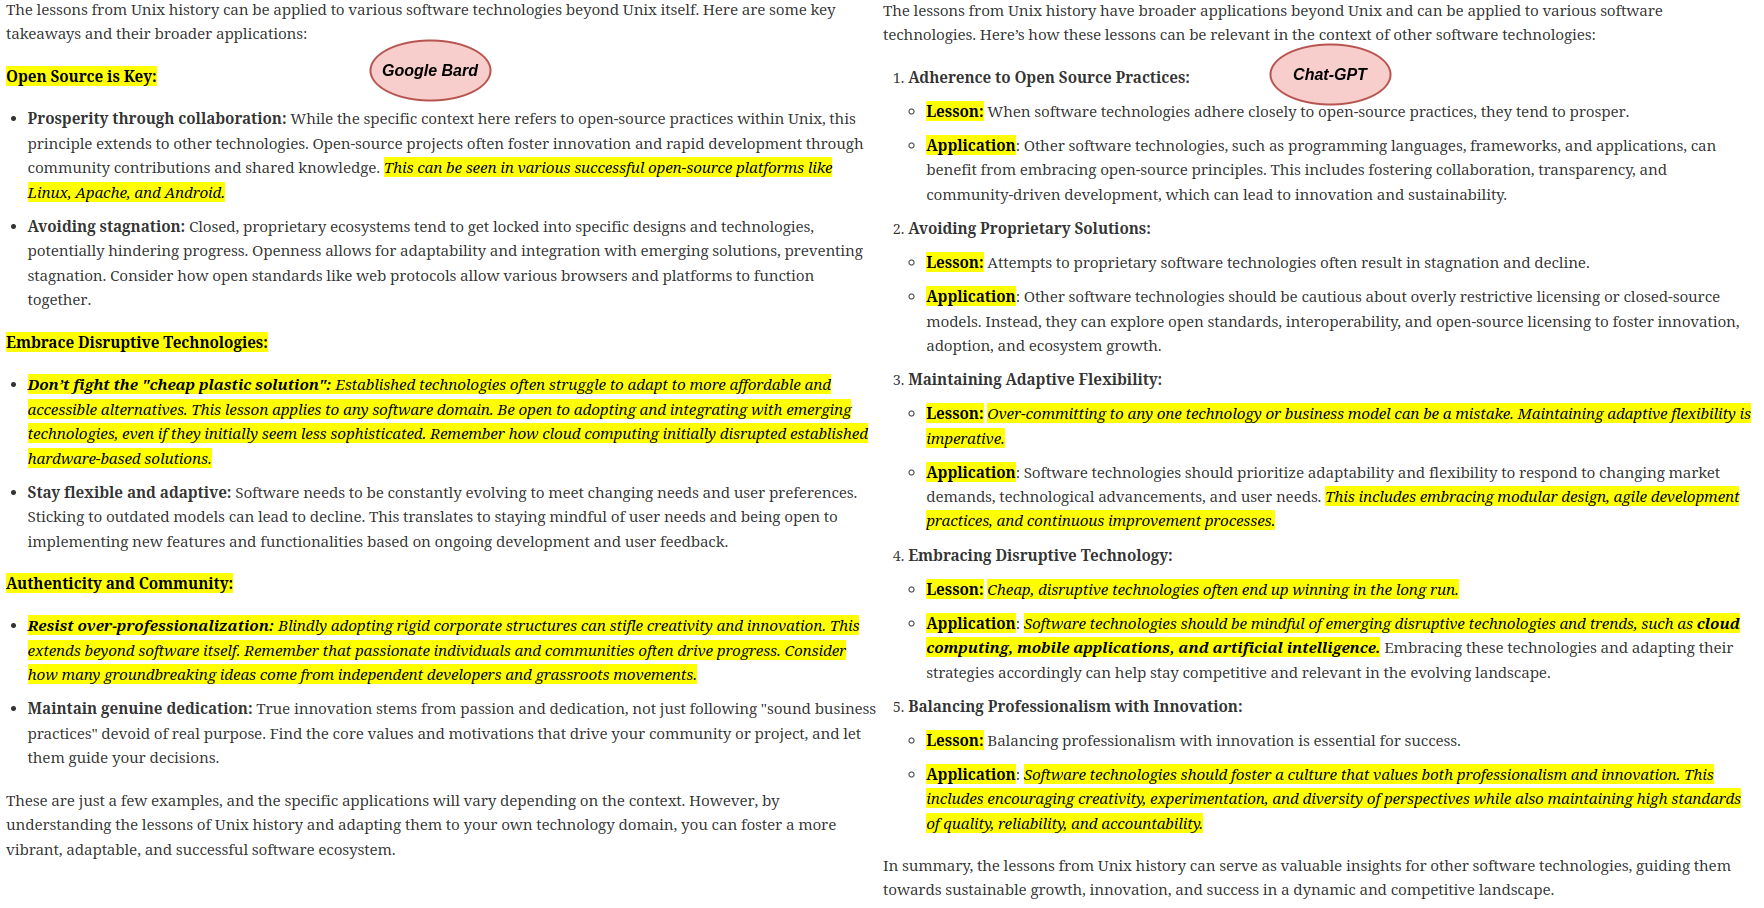 The lessons from Unix history can be applied to various software technologies beyond Unix itself. Here are some key
takeaways and their broader applications:
Google Bard
Open Source is Key:
• Prosperity through collaboration: While the specific context here refers to open-source practices within Unix, this
principle extends to other technologies. Open-source projects often foster innovation and rapid development through
community contributions and shared knowledge. This can be seen in various successful open-source platforms like
Linux, Apache, and Android.
• Avoiding stagnation: Closed, proprietary ecosystems tend to get locked into specific designs and technologies,
potentially hindering progress. Openness allows for adaptability and integration with emerging solutions, preventing
stagnation. Consider how open standards like web protocols allow various browsers and platforms to function
together.
Embrace Disruptive Technologies:
• Don’t fight the "cheap plastic solution": Established technologies often struggle to adapt to more affordable and
accessible alternatives. This lesson applies to any software domain. Be open to adopting and integrating with emerging
technologies, even if they initially seem less sophisticated. Remember how cloud computing initially disrupted established
hardware-based solutions.
• Stay flexible and adaptive: Software needs to be constantly evolving to meet changing needs and user preferences.
Sticking to outdated models can lead to decline. This translates to staying mindful of user needs and being open to
implementing new features and functionalities based on ongoing development and user feedback.
Authenticity and Community:
• Resist over-professionalization: Blindly adopting rigid corporate structures can stifle creativity and innovation. This
extends beyond software itself. Remember that passionate individuals and communities often drive progress. Consider
how many groundbreaking ideas come from independent developers and grassroots movements.
• Maintain genuine dedication: True innovation stems from passion and dedication, not just following "sound business
practices" devoid of real purpose. Find the core values and motivations that drive your community or project, and let
them guide your decisions.
These are just a few examples, and the specific applications will vary depending on the context. However, by
understanding the lessons of Unix history and adapting them to your own technology domain, you can foster a more
vibrant, adaptable, and successful software ecosystem.
The lessons from Unix history have broader applications beyond Unix and can be applied to various software
technologies. Here’s how these lessons can be relevant in the context of other software technologies:
Chat-GPT
1. Adherence to Open Source Practices:
◦ Lesson: When software technologies adhere closely to open-source practices, they tend to prosper.
◦ Application: Other software technologies, such as programming languages, frameworks, and applications, can
benefit from embracing open-source principles. This includes fostering collaboration, transparency, and
community-driven development, which can lead to innovation and sustainability.
2. Avoiding Proprietary Solutions:
◦ Lesson: Attempts to proprietary software technologies often result in stagnation and decline.
◦ Application: Other software technologies should be cautious about overly restrictive licensing or closed-source
models. Instead, they can explore open standards, interoperability, and open-source licensing to foster innovation,
adoption, and ecosystem growth.
3. Maintaining Adaptive Flexibility:
◦ Lesson: Over-committing to any one technology or business model can be a mistake. Maintaining adaptive flexibility is
imperative.
◦ Application: Software technologies should prioritize adaptability and flexibility to respond to changing market
demands, technological advancements, and user needs. This includes embracing modular design, agile development
practices, and continuous improvement processes.
4. Embracing Disruptive Technology:
◦ Lesson: Cheap, disruptive technologies often end up winning in the long run.
◦ Application: Software technologies should be mindful of emerging disruptive technologies and trends, such as cloud
computing, mobile applications, and artificial intelligence. Embracing these technologies and adapting their
strategies accordingly can help stay competitive and relevant in the evolving landscape.
5. Balancing Professionalism with Innovation:
◦ Lesson: Balancing professionalism with innovation is essential for success.
◦ Application: Software technologies should foster a culture that values both professionalism and innovation. This
includes encouraging creativity, experimentation, and diversity of perspectives while also maintaining high standards
of quality, reliability, and accountability.
In summary, the lessons from Unix history can serve as valuable insights for other software technologies, guiding them
towards sustainable growth, innovation, and success in a dynamic and competitive landscape.